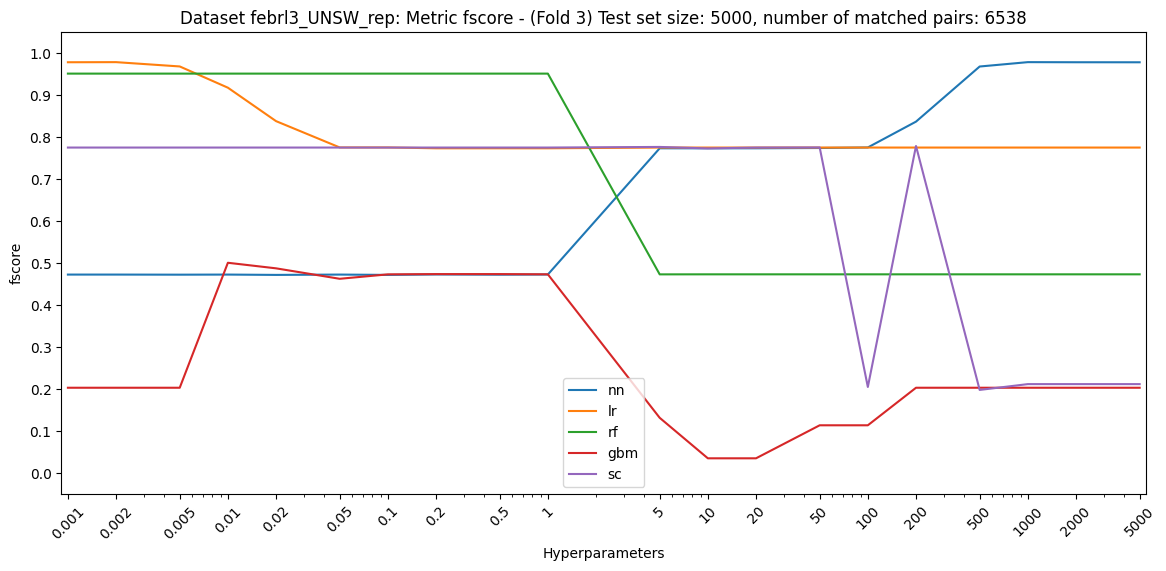 Dataset febrl3_UNSW_rep: Metric fscore - (Fold 3) Test set size: 5000, number of matched pairs: 6538
fscore
1.0
0.9
0.8
0.7
0.6
0.5
0.4
0.3
0.2
0.1
0.0
nn
lr
rf
gbm
sc
0.001 0.002 0.005 0.01 0.02 0.05 0.1 0.2 0.5 1 5 10 20 50 100 200 500 1000 2000 5000
Hyperparameters